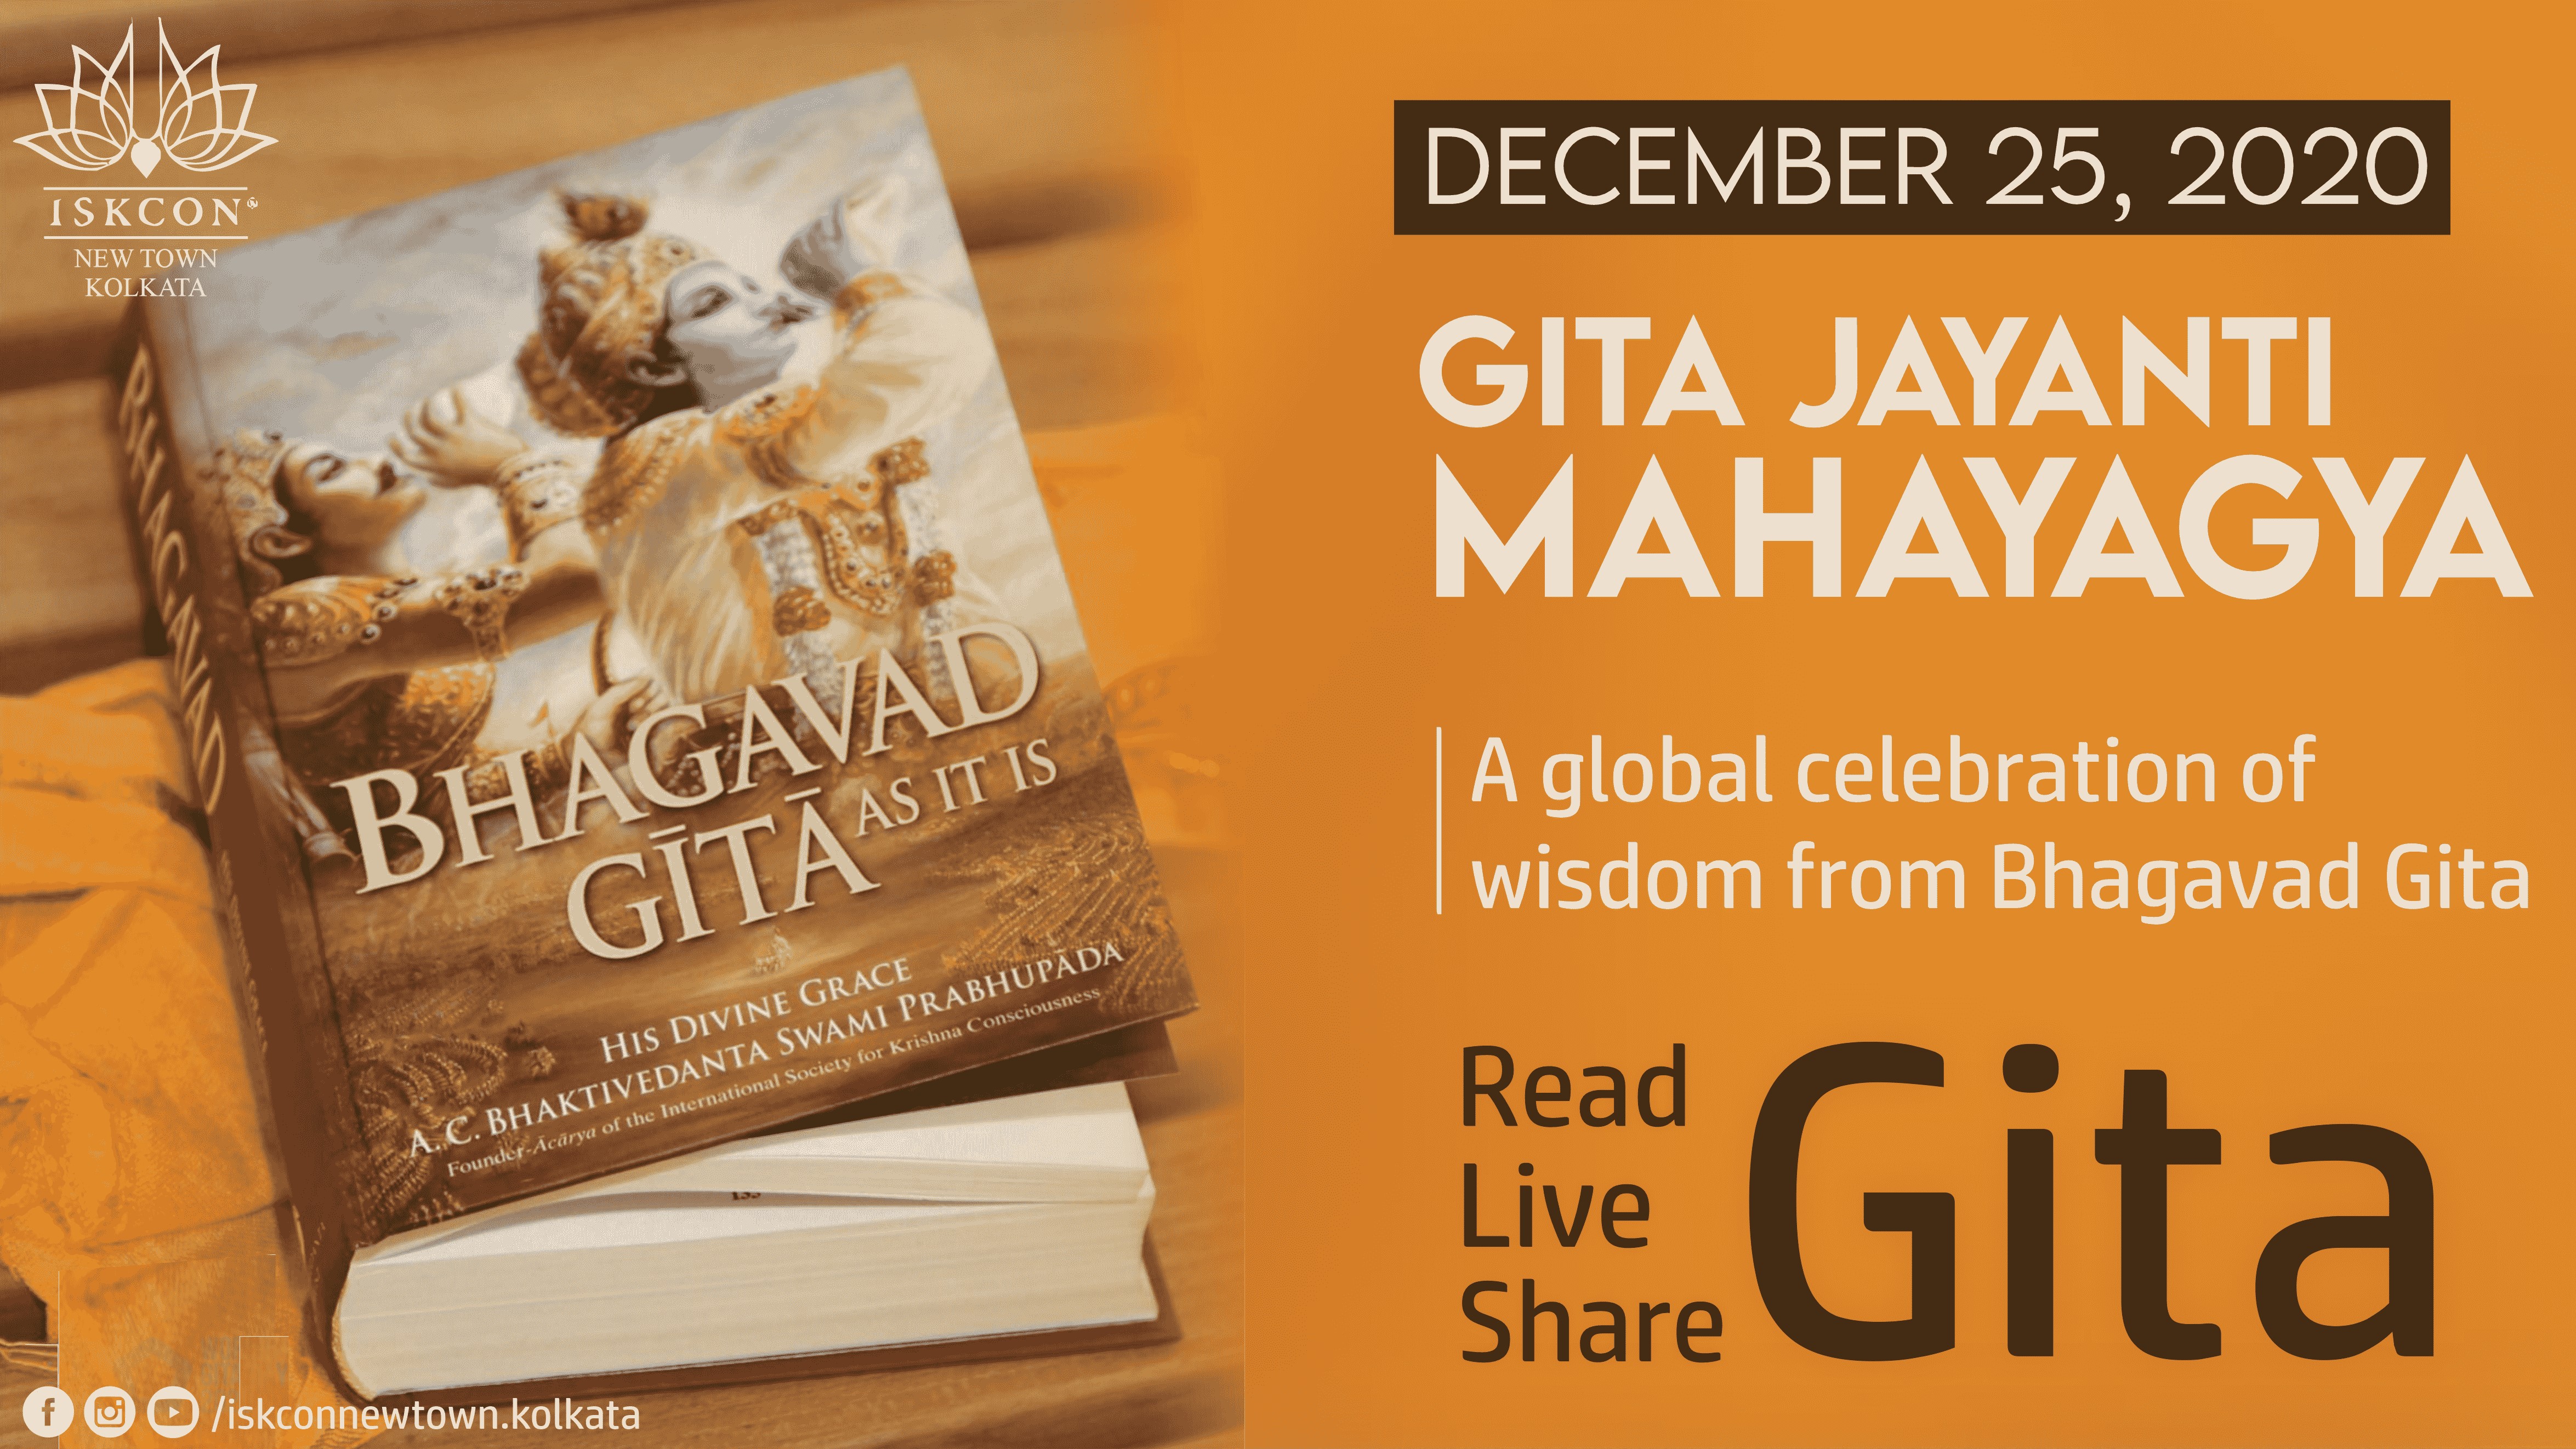 ISKCON
NEW TOWN
KOLKATA
DECEMBER 25, 2020
GITA JAYANTI
MAHAYAGYA
A global celebration of
wisdom from Bhagavad Gita
Read
Live
Share
Gita
BHAGAVAD
BHAGAVAD
GĪTĀ AS IT IS
HIS DIVINE GRACE
A. C. BHAKTIVEDANTA SWAMI PRABHUPĀDA
Founder-Ācārya of the International Society for Krishna Consciousness
/iskconnewtown.kolkata